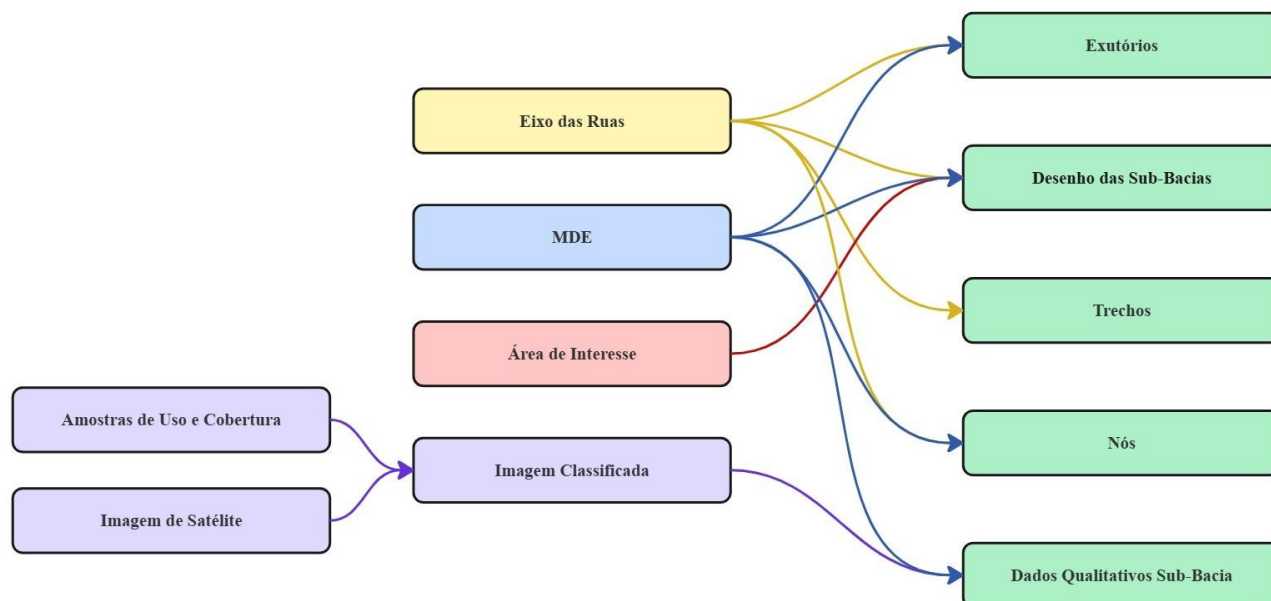 Exutórios
Eixo das Ruas
Desenho das Sub-Bacias
MDE
Trechos
Área de Interesse
Amostras de Uso e Cobertura
Nós
Imagem Classificada
Imagem de Satélite
Dados Qualitativos Sub-Bacia